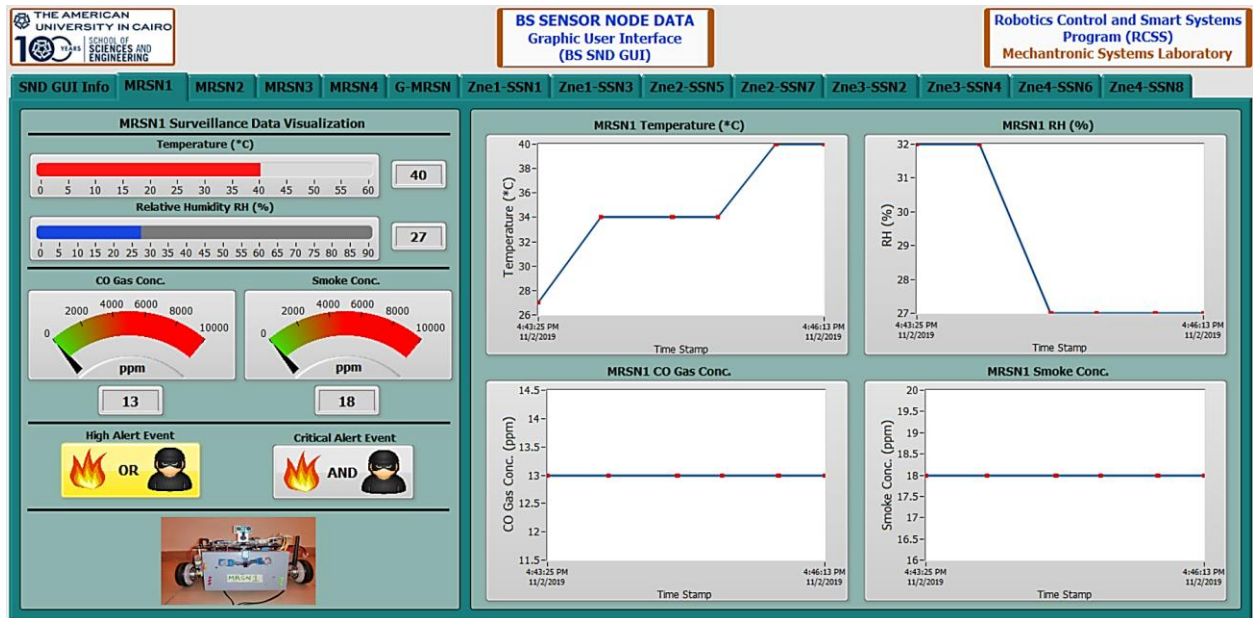 THE AMERICAN
UNIVERSITY IN CAIRO
100 YEARS
SCHOOL OF
SCIENCES AND
ENGINEERING
BS SENSOR NODE DATA
Graphic User Interface
(BS SND GUI)
Robotics Control and Smart Systems
Program (RCSS)
Mechantronic Systems Laboratory
SND GUI Info MRSN1 MRSN2 MRSN3 MRSN4 G-MRSN Zne1-SSN1 Zne1-SSN3 Zne2-SSN5 Zne2-SSN7 Zne3-SSN2 Zne3-SSN4 Zne4-SSN6 Zne4-SSN8
MRSN1 Surveillance Data Visualization
Temperature (*C)
0 5 10 15 20 25 30 35 40 45 50 55 60
40
Relative Humidity RH (%)
0 5 10 15 20 25 30 35 40 45 50 55 60 65 70 75 80 85 90
27
CO Gas Conc.
0 2000 4000 6000 8000 10000
ppm
13
Smoke Conc.
0 2000 4000 6000 8000 10000
ppm
18
High Alert Event
OR
Critical Alert Event
AND
MRSN1
MRSN1 Temperature (*C)
Temperature (*C)
40
38
36
34
32
30
28
26
4:43:25 PM
11/2/2019
4:46:13 PM
11/2/2019
Time Stamp
MRSN1 RH (%)
RH (%)
32
31
30
29
28
27
4:43:25 PM
11/2/2019
4:46:13 PM
11/2/2019
Time Stamp
MRSN1 CO Gas Conc.
CO Gas Conc. (ppm)
14.5
14
13.5
13
12.5
12
11.5
4:43:25 PM
11/2/2019
4:46:13 PM
11/2/2019
Time Stamp
MRSN1 Smoke Conc.
Smoke Conc. (ppm)
20
19.5
19
18.5
18
17.5
17
16.5
16
4:43:25 PM
11/2/2019
4:46:13 PM
11/2/2019
Time Stamp